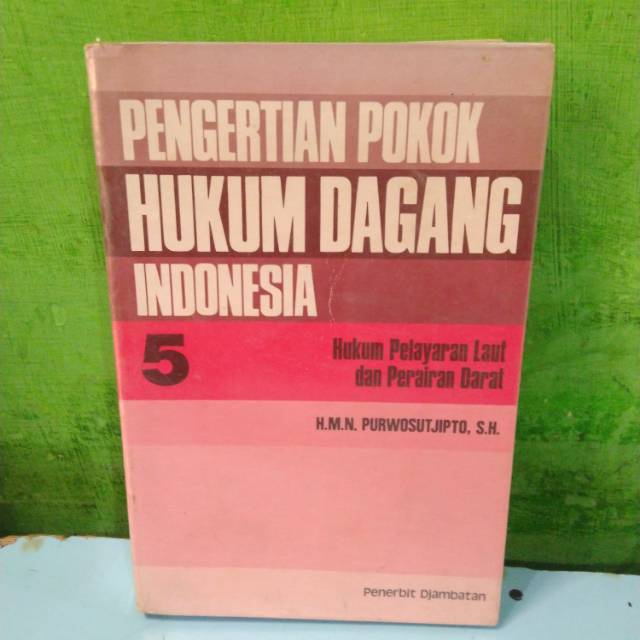 PENGERTIAN POKOK
HUKUM DAGANG
INDONESIA
5
Hukum Pelayaran Laut
dan Perairan Darat
H.M.N. PURWOSUTJIPTO, S.H.
Penerbit Djambatan